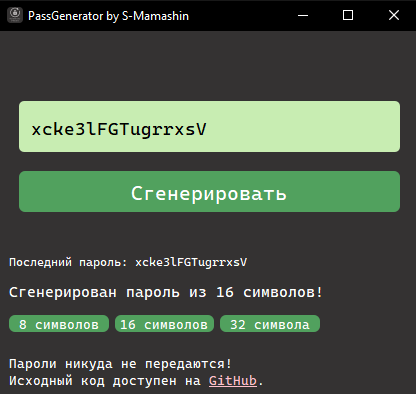 PassGenerator by S-Mamashin
xcke3lFGTugrrxsV
Сгенерировать
Последний пароль: xcke3lFGTugrrxsV
Сгенерирован пароль из 16 символов!
8 символов 16 символов 32 символа
Пароли никуда не передаются!
Исходный код доступен на GitHub.